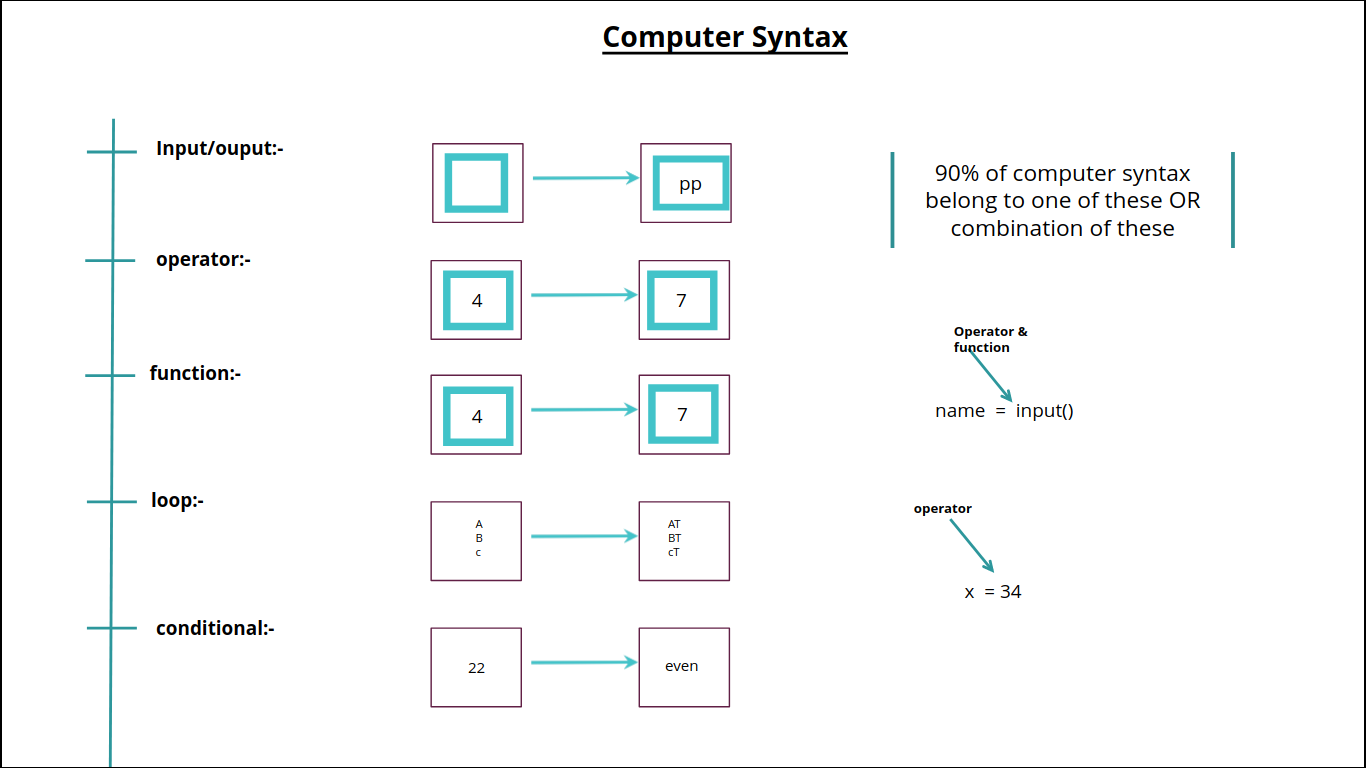 Computer Syntax
Input/ouput:-
pp
operator:-
4
7
function:-
4
7
loop:-
A
B
c
AT
BT
cT
conditional:-
22
even
90% of computer syntax
belong to one of these OR
combination of these
Operator &
function
name = input()
operator
x = 34